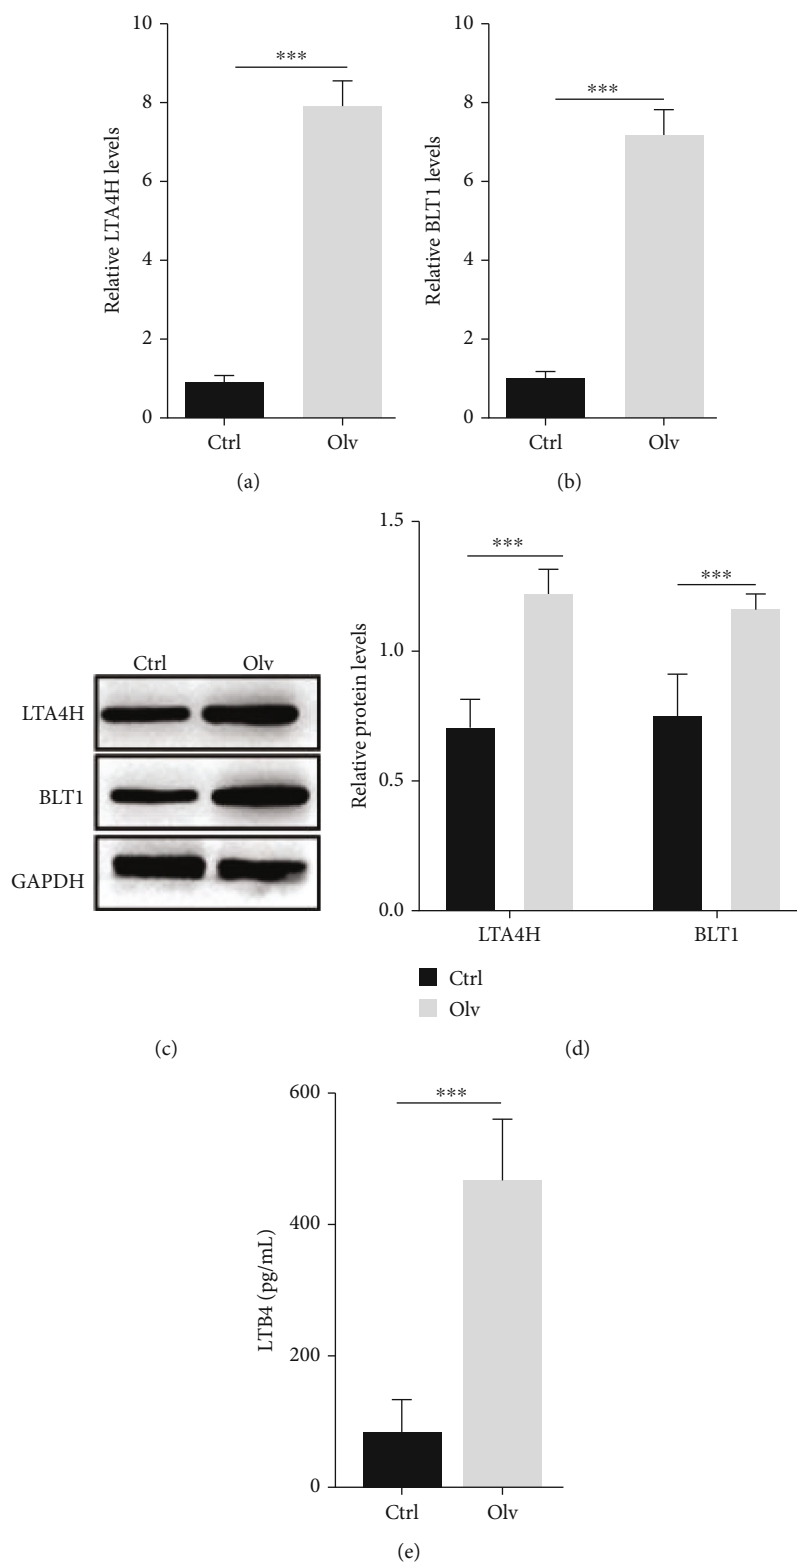 10
8
6
4
2
0
Relative LTA4H levels
***
Ctrl
Olv
(a)
10
8
6
4
2
0
Relative BLT1 levels
***
Ctrl
Olv
(b)
Ctrl
Olv
LTA4H
BLT1
GAPDH
(c)
1.5
1.0
0.5
0.0
Relative protein levels
***
***
LTA4H
BLT1
Ctrl
Olv
(d)
600
400
200
0
LTB4 (pg/mL)
***
Ctrl
Olv
(e)